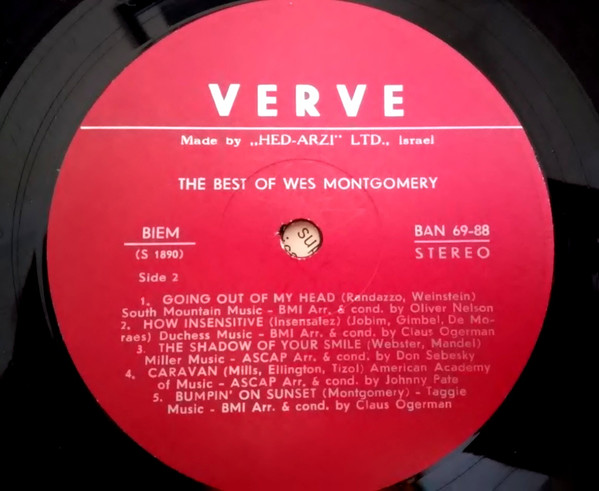 VERVE
Made by „HED-ARZI" LTD., Israel
THE BEST OF WES MONTGOMERY
BIEM
(S 1890)
BAN 69-88
STEREO
Side 2
1. GOING OUT OF MY HEAD (Randazzo, Weinstein)
South Mountain Music - BMI Arr. & cond. by Oliver Nelson
2. HOW INSENSITIVE (Insensatez) (Jobim, Gimbel, De Mo-
raes) Duchess Music - BMI Arr. & cond. by Claus Ogerman
3. THE SHADOW OF YOUR SMILE (Webster, Mandel)
Miller Music - ASCAP Arr. & cond. by Don Sebesky
4. CARAVAN (Mills, Ellington, Tizol) American Academy
of Music - ASCAP Arr. & cond. by Johnny Pate
5. BUMPIN' ON SUNSET (Montgomery) - Taggie
Music - BMI Arr. & cond. by Claus Ogerman